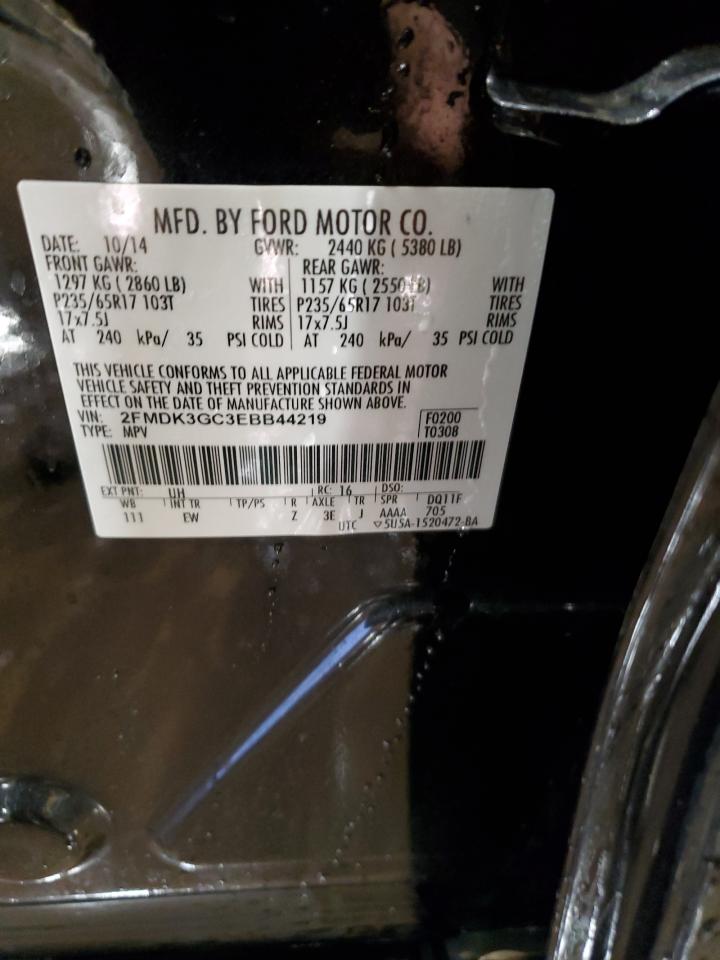 MFD. BY FORD MOTOR CO.
DATE: 10/14 GVWR: 2440 KG ( 5380 LB)
FRONT GAWR: REAR GAWR:
1297 KG ( 2860 LB) WITH 1157 KG ( 2550 LB) WITH
P235/65R17 103T TIRES P235/65R17 103T TIRES
17x7.5J RIMS 17x7.5J RIMS
AT 240 kPa/ 35 PSI COLD AT 240 kPa/ 35 PSI COLD
THIS VEHICLE CONFORMS TO ALL APPLICABLE FEDERAL MOTOR
VEHICLE SAFETY AND THEFT PREVENTION STANDARDS IN
EFFECT ON THE DATE OF MANUFACTURE SHOWN ABOVE.
VIN: 2FMDK3GC3EBB44219 F0200
TYPE: MPV T0308
EXT PNT: UH RC: 16 DSO:
WB INT TR TP/PS R AXLE TR SPR DQ11F
111 EW Z 3E J AAAA 705
UTC ▽5U5A-1520472-BA